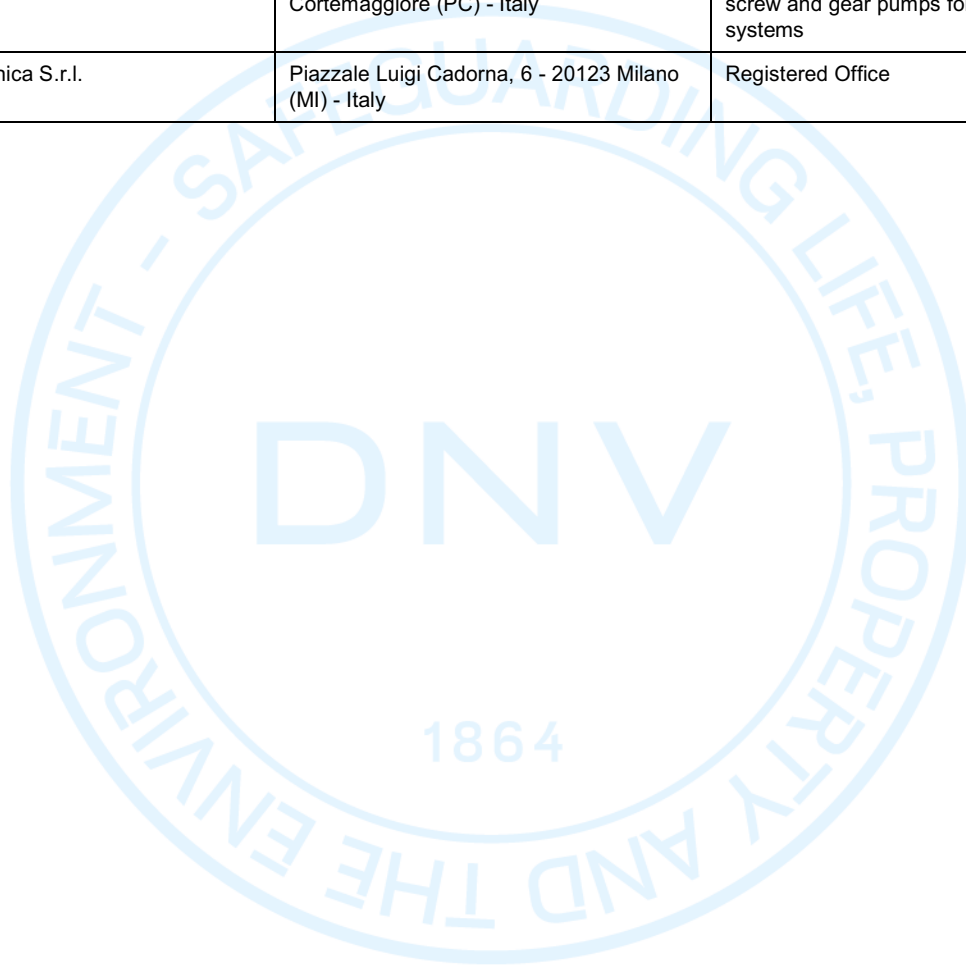 Cortemaggiore (PC) - Italy
screw and gear pumps fo
systems
nica S.r.l.
Piazzale Luigi Cadorna, 6 - 20123 Milano
(MI) - Italy
Registered Office
SAFEGUARDING LIFE, PROPERTY AND THE ENVIRONMENT -
DNV
1864